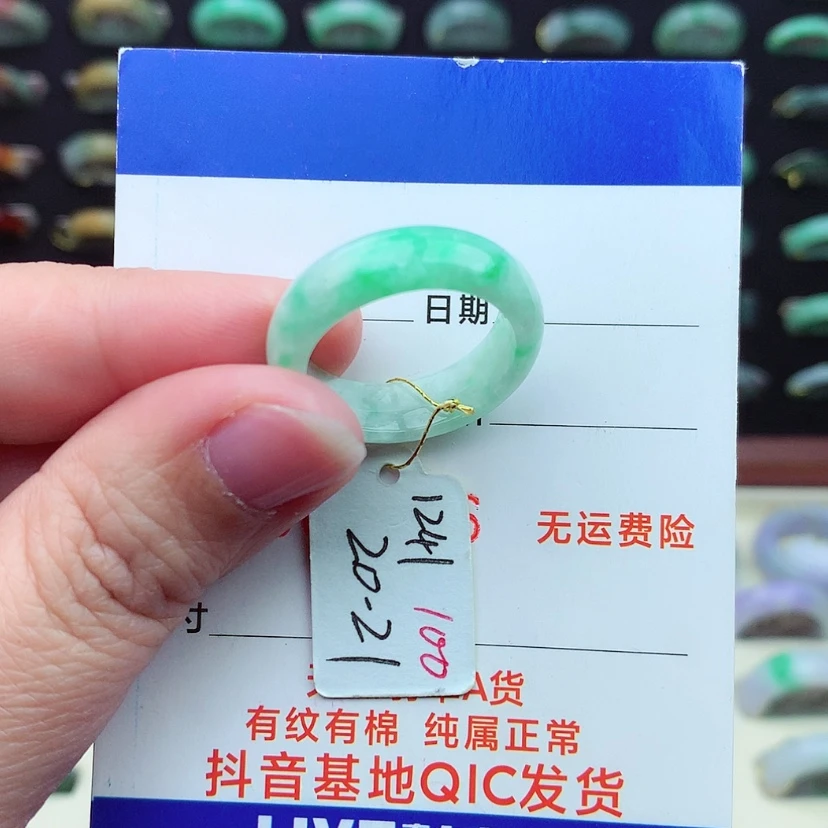 日期
无运费险
寸
1241
100
20-21
A货
有纹有棉 纯属正常
抖音基地QIC发货